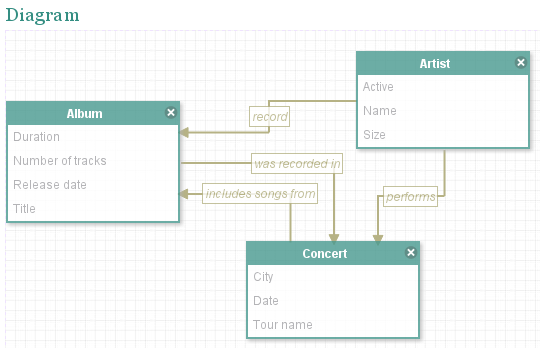 Diagram
Artist
Active
Name
Size
record
Album
Duration
Number of tracks
Release date
Title
was recorded in
includes songs from
performs
Concert
City
Date
Tour name